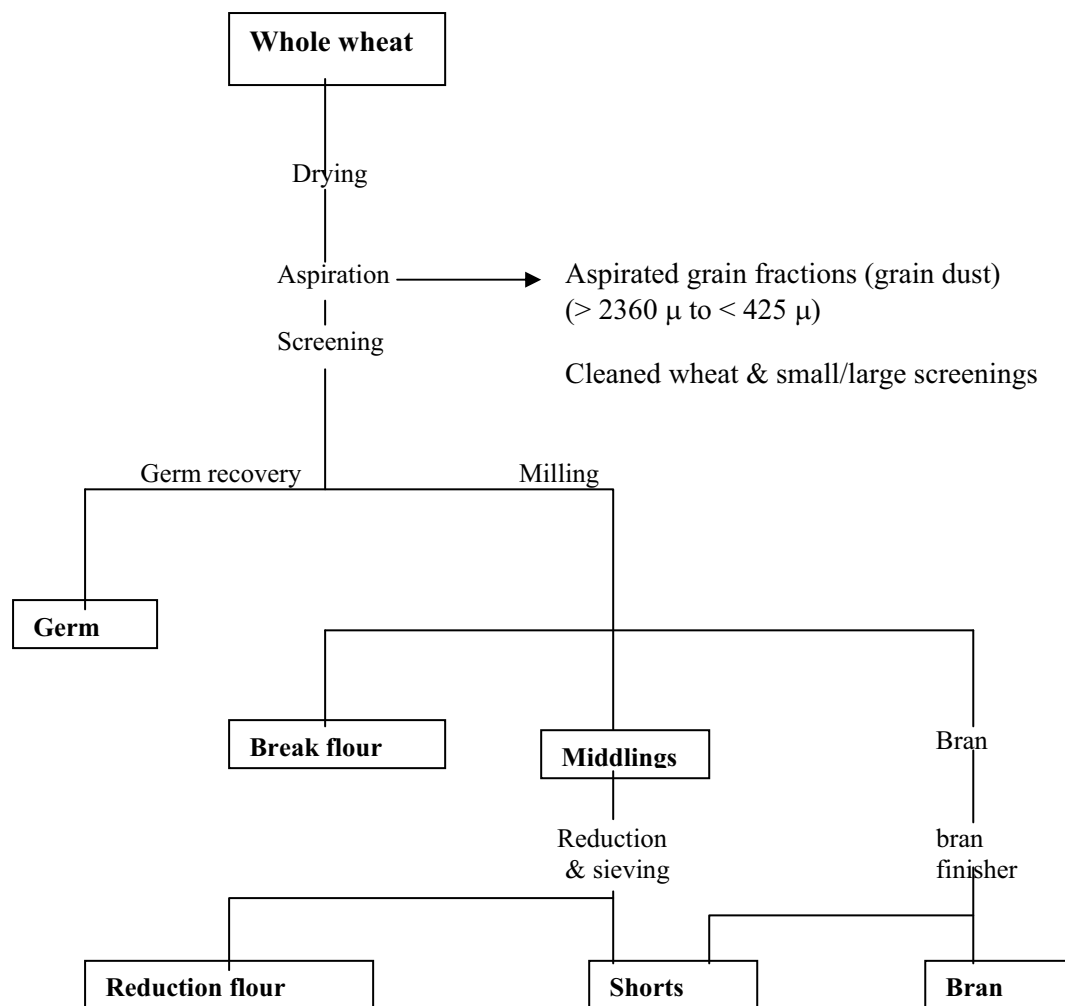 Whole wheat
Drying
Aspiration
Aspirated grain fractions (grain dust)
(> 2360 μ to < 425 μ)
Screening
Cleaned wheat & small/large screenings
Germ recovery
Milling
Germ
Break flour
Middlings
Bran
Reduction
& sieving
bran
finisher
Reduction flour
Shorts
Bran